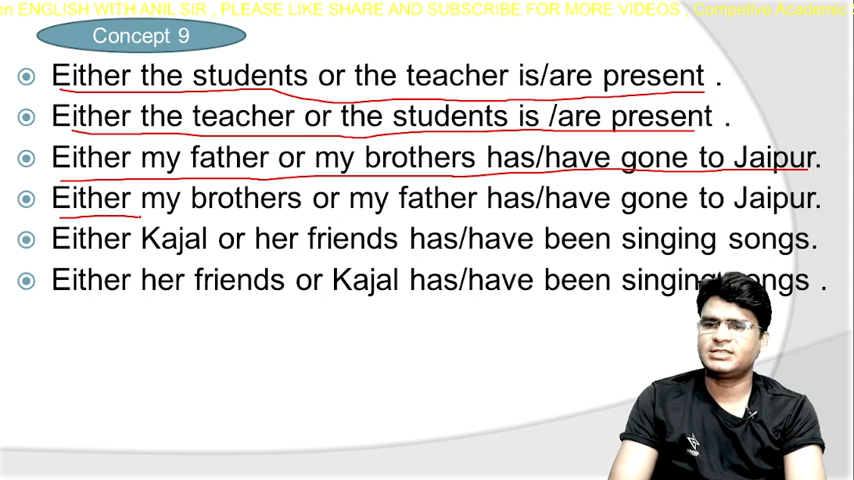 en ENGLISH WITH ANIL SIR , PLEASE LIKE SHARE AND SUBSCRIBE FOR MORE VIDEOS , Competive Academic
Concept 9
Either the students or the teacher is/are present .
Either the teacher or the students is /are present .
Either my father or my brothers has/have gone to Jaipur.
Either my brothers or my father has/have gone to Jaipur.
Either Kajal or her friends has/have been singing songs.
Either her friends or Kajal has/have been singing songs .